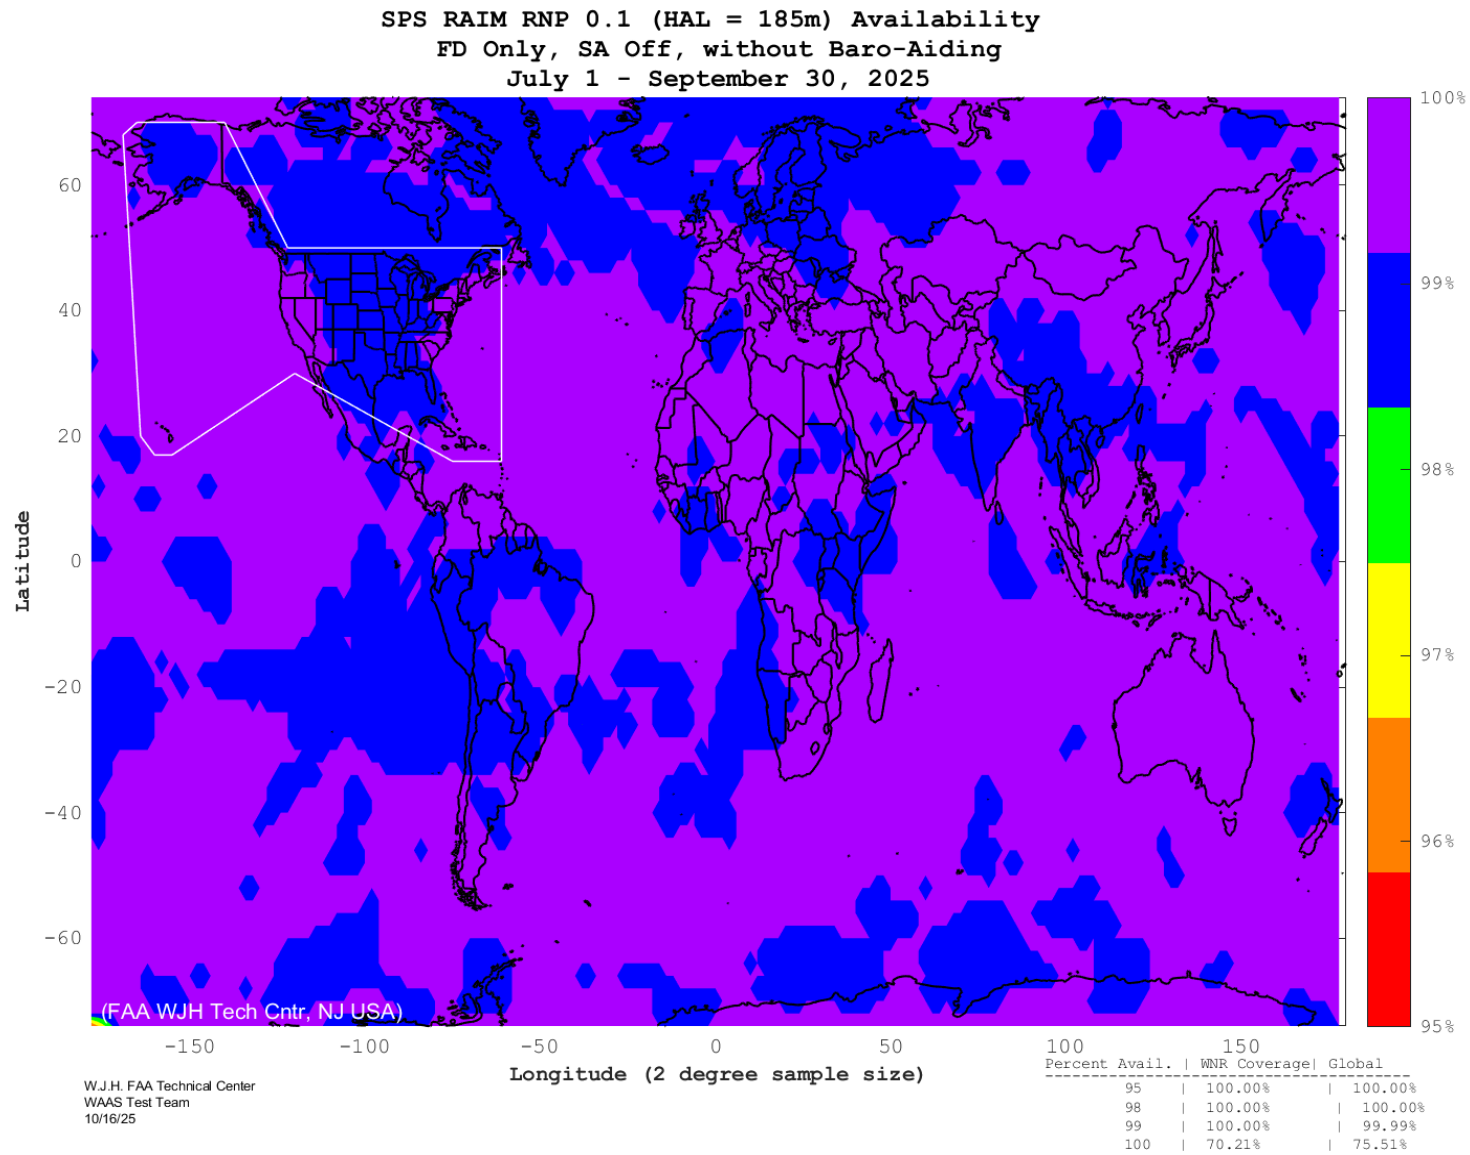 SPS RAIM RNP 0.1 (HAL = 185m) Availability
FD Only, SA Off, without Baro-Aiding
July 1 - September 30, 2025
100%
99%
98%
97%
96%
95%
60
40
20
0
-20
-40
-60
Latitude
(FAA WJH Tech Cntr, NJ USA)
-150 -100 -50 0 50 100 150
Longitude (2 degree sample size)
W.J.H. FAA Technical Center
WAAS Test Team
10/16/25
Percent Avail. | WNR Coverage| Global
95 | 100.00% | 100.00%
98 | 100.00% | 100.00%
99 | 100.00% | 99.99%
100 | 70.21% | 75.51%